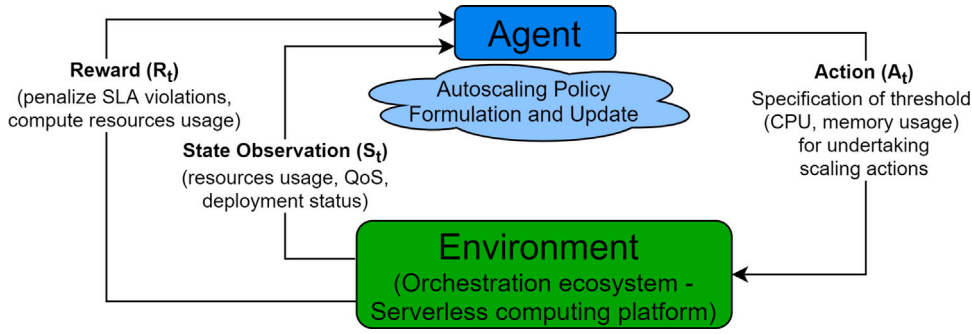 Agent
Autoscaling Policy
Formulation and Update
Reward (Rt)
(penalize SLA violations,
compute resources usage)
State Observation (St)
(resources usage, QoS,
deployment status)
Action (At)
Specification of threshold
(CPU, memory usage)
for undertaking
scaling actions
Environment
(Orchestration ecosystem -
Serverless computing platform)